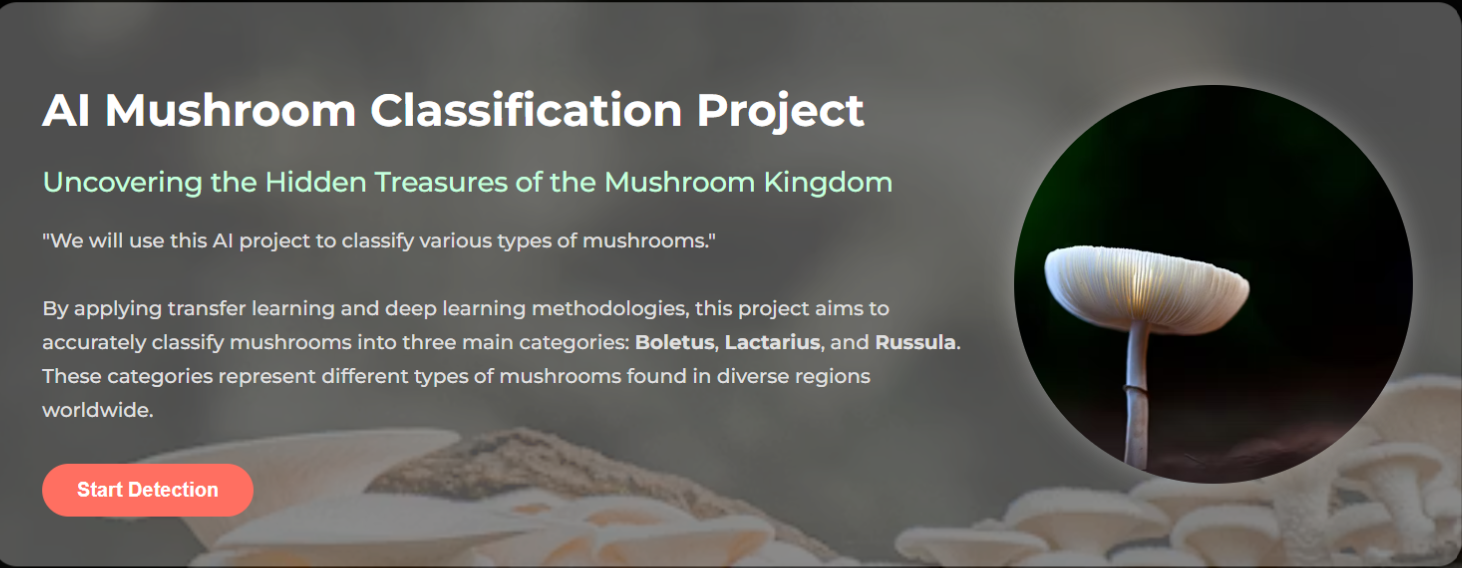 AI Mushroom Classification Project
Uncovering the Hidden Treasures of the Mushroom Kingdom
"We will use this AI project to classify various types of mushrooms."
By applying transfer learning and deep learning methodologies, this project aims to
accurately classify mushrooms into three main categories: Boletus, Lactarius, and Russula.
These categories represent different types of mushrooms found in diverse regions
worldwide.
Start Detection